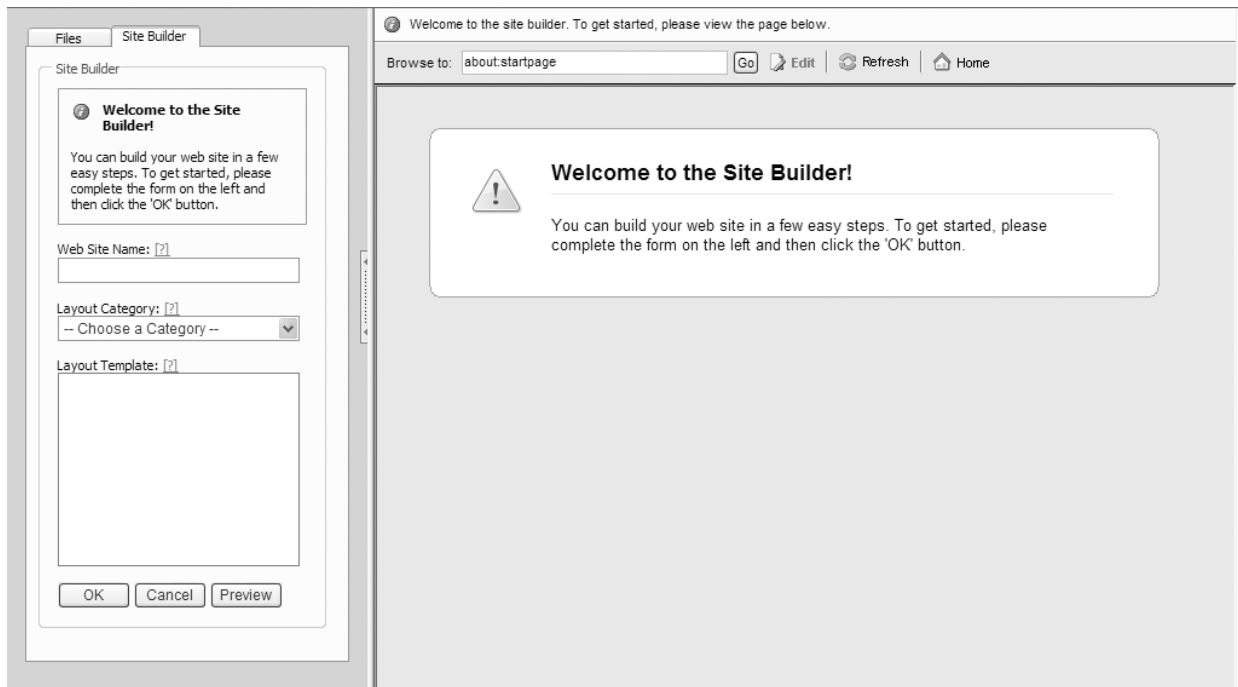 Files
Site Builder
Site Builder
Welcome to the Site
Builder!
You can build your web site in a few
easy steps. To get started, please
complete the form on the left and
then click the 'OK' button.
Web Site Name: [?]
Layout Category: [?]
-- Choose a Category --
Layout Template: [?]
OK Cancel Preview
Welcome to the site builder. To get started, please view the page below.
Browse to: about:startpage Go Edit Refresh Home
Welcome to the Site Builder!
You can build your web site in a few easy steps. To get started, please
complete the form on the left and then click the 'OK' button.